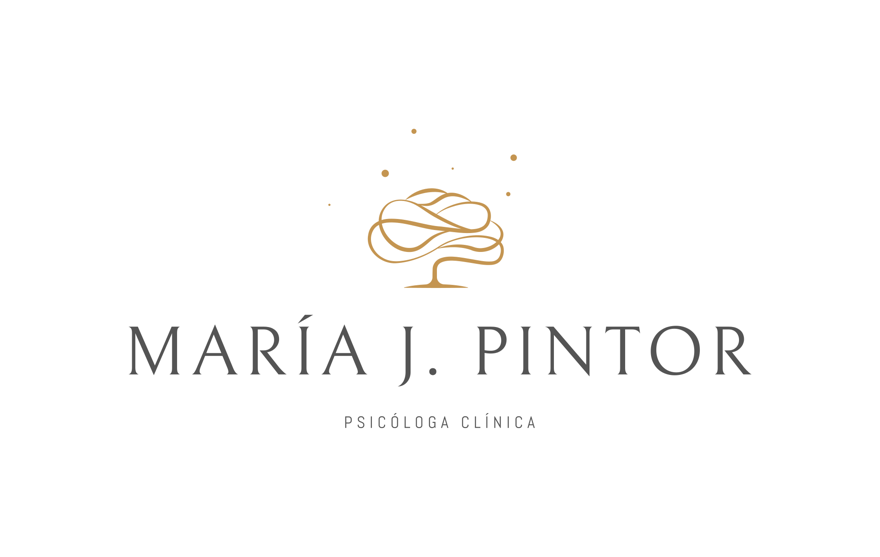 MARÍA J. PINTOR
PSICÓLOGA CLÍNICA